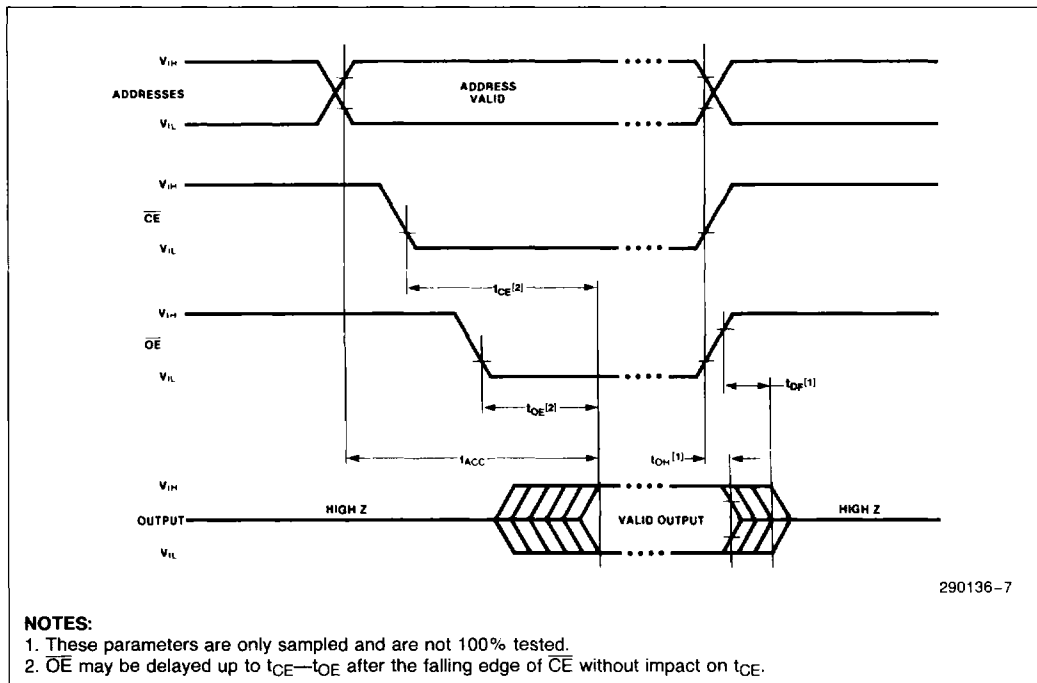 VIH
ADDRESSES
ADDRESS
VALID
VIL
VIH
CE
VIL
tCE[2]
VIH
OE
VIL
tDF[1]
tOE[2]
tACC
tOH[1]
VIH
OUTPUT
HIGH Z
VALID OUTPUT
HIGH Z
VIL
290136-7
NOTES:
1. These parameters are only sampled and are not 100% tested.
2. OE may be delayed up to tCE—tOE after the falling edge of CE without impact on tCE.